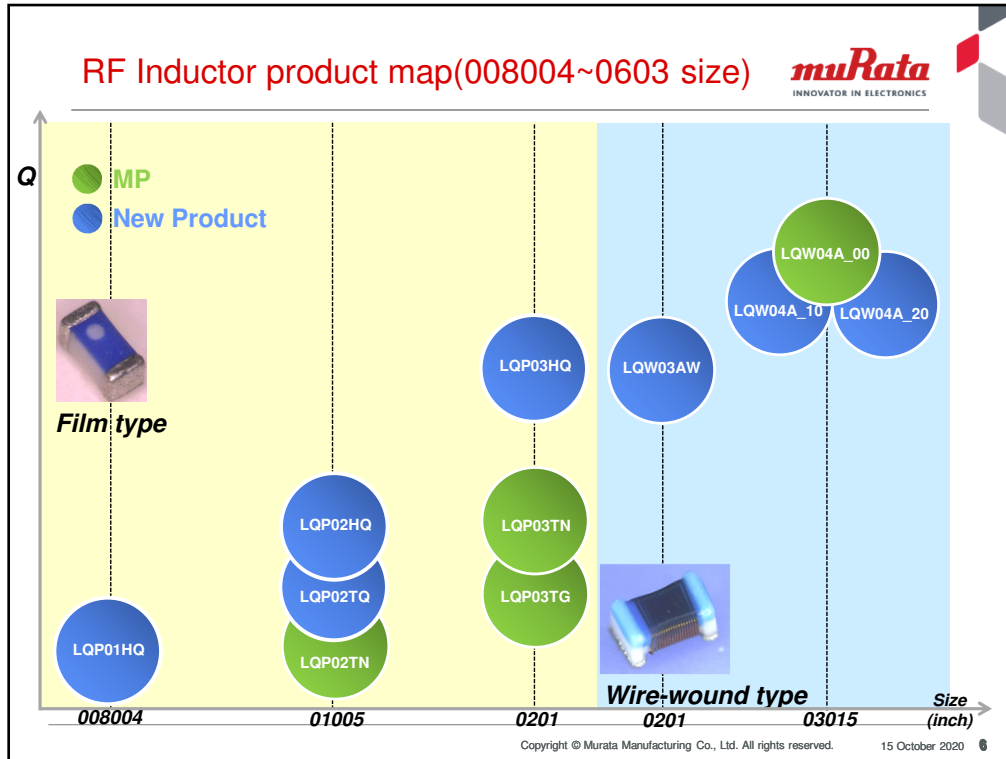 RF Inductor product map(008004~0603 size)
muRata
INNOVATOR IN ELECTRONICS
Q
MP
New Product
LQW04A_00
LQW04A_10
LQW04A_20
LQP03HQ
LQW03AW
Film type
LQP02HQ
LQP03TN
LQP02TQ
LQP03TG
LQP01HQ
LQP02TN
Wire-wound type
Size
(inch)
008004
01005
0201
0201
03015
Copyright © Murata Manufacturing Co., Ltd. All rights reserved.
15 October 2020
6